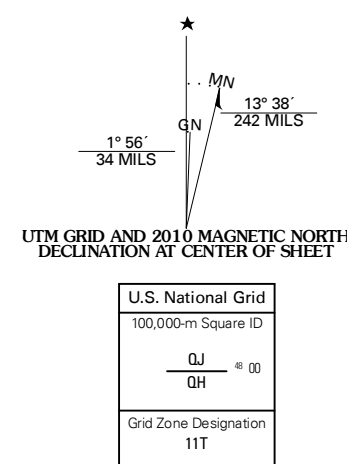 ★
MN
GN
13° 38´
242 MILS
1° 56´
34 MILS
UTM GRID AND 2010 MAGNETIC NORTH
DECLINATION AT CENTER OF SHEET
U.S. National Grid
100,000-m Square ID
QJ
QH
48 00
Grid Zone Designation
11T